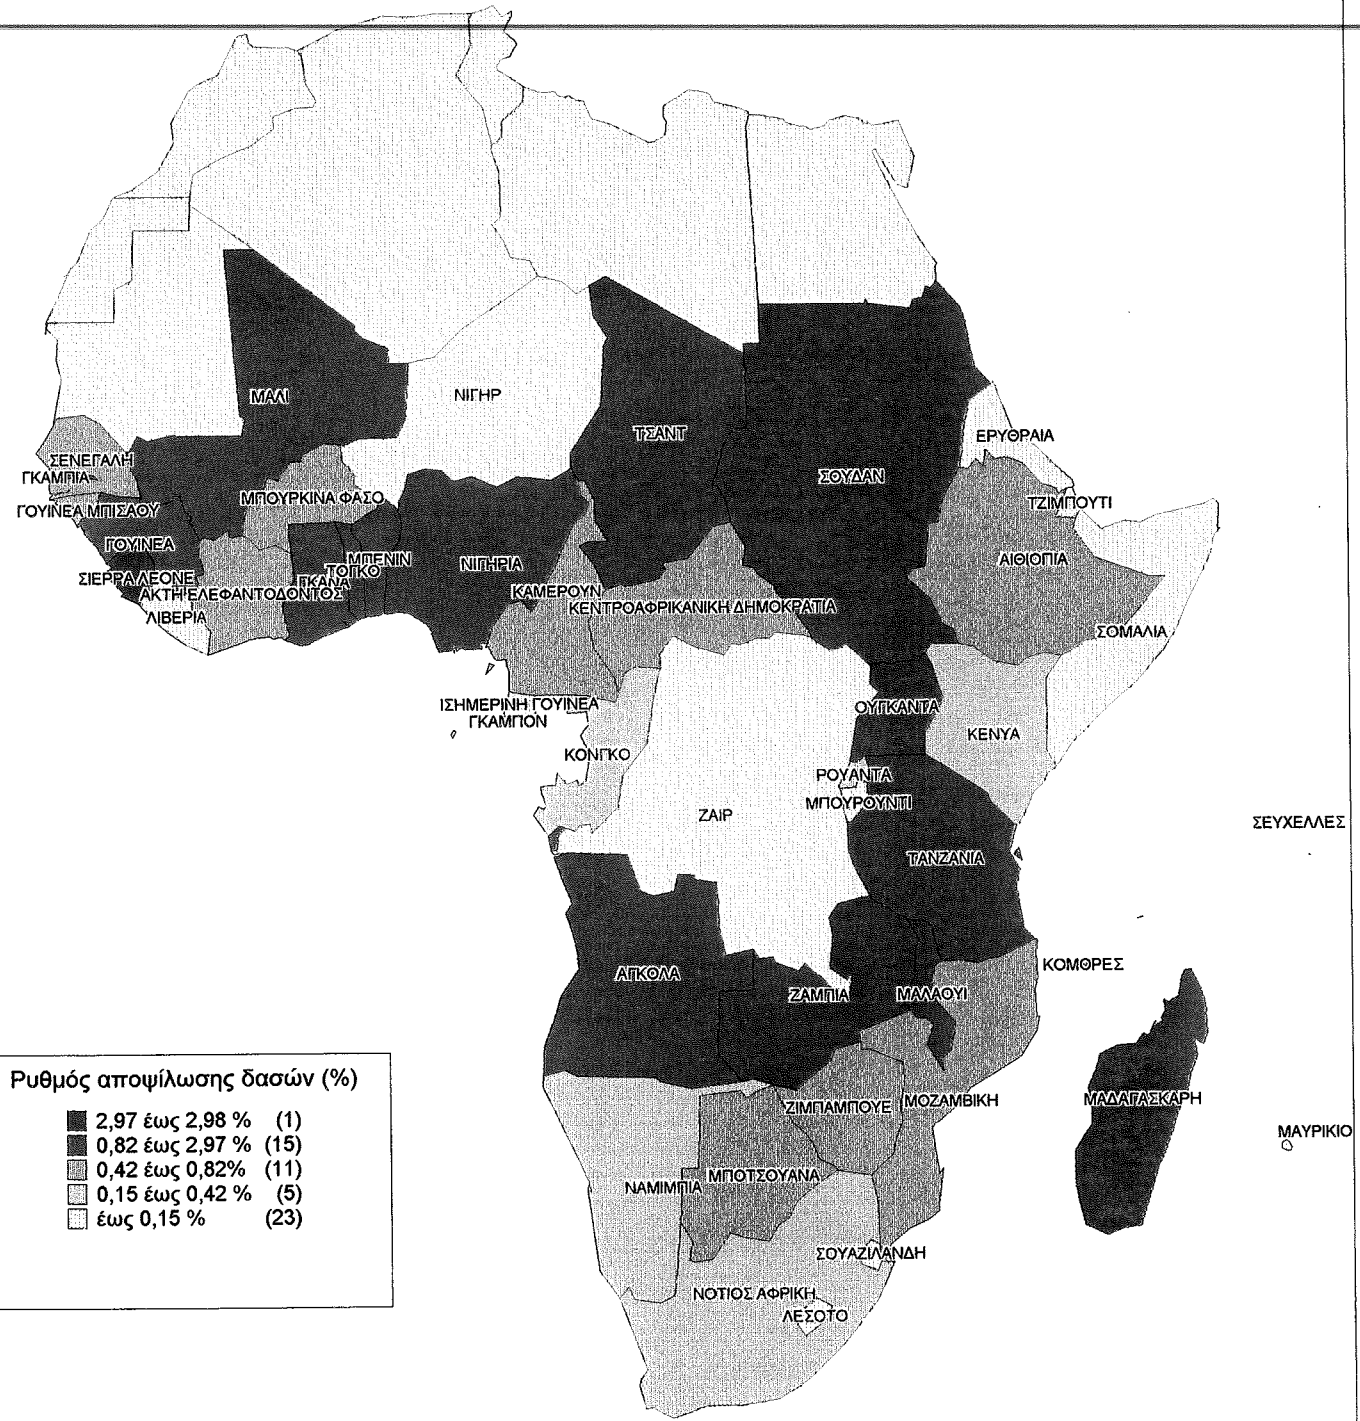 ΜΑΛΙ
ΝΙΓΗΡ
ΤΣΑΝΤ
ΣΟΥΔΑΝ
ΕΡΥΘΡΑΙΑ
ΣΕΝΕΓΑΛΗ
ΓΚΑΜΠΙΑ
ΜΠΟΥΡΚΙΝΑ ΦΑΣΟ
ΤΖΙΜΠΟΥΤΙ
ΓΟΥΙΝΕΑ ΜΠΙΣΑΟΥ
ΓΟΥΙΝΕΑ
ΜΠΕΝΙΝ
ΤΟΓΚΟ
ΝΙΓΗΡΙΑ
ΑΙΘΙΟΠΙΑ
ΣΙΕΡΡΑ ΛΕΟΝΕ
ΓΚΑΝΑ
ΑΚΤΗ ΕΛΕΦΑΝΤΟΔΟΝΤΟΣ
ΚΑΜΕΡΟΥΝ
ΚΕΝΤΡΟΑΦΡΙΚΑΝΙΚΗ ΔΗΜΟΚΡΑΤΙΑ
ΛΙΒΕΡΙΑ
ΣΟΜΑΛΙΑ
ΙΣΗΜΕΡΙΝΗ ΓΟΥΙΝΕΑ
ΓΚΑΜΠΟΝ
ΟΥΓΚΑΝΤΑ
ΚΕΝΥΑ
ΚΟΝΓΚΟ
ΡΟΥΑΝΤΑ
ΜΠΟΥΡΟΥΝΤΙ
ΖΑΙΡ
ΣΕΥΧΕΛΛΕΣ
ΤΑΝΖΑΝΙΑ
ΑΓΚΟΛΑ
ΚΟΜΘΡΕΣ
ΖΑΜΠΙΑ
ΜΑΛΑΟΥΙ
ΖΙΜΠΑΜΠΟΥΕ
ΜΟΖΑΜΒΙΚΗ
ΜΑΔΑΓΑΣΚΑΡΗ
ΜΑΥΡΙΚΙΟ
ΝΑΜΙΜΠΙΑ
ΜΠΟΤΣΟΥΑΝΑ
ΣΟΥΑΖΙΛΑΝΔΗ
ΝΟΤΙΟΣ ΑΦΡΙΚΗ
ΛΕΣΟΤΟ
Ρυθμός αποψίλωσης δασών (%)
2,97 έως 2,98 % (1)
0,82 έως 2,97 % (15)
0,42 έως 0,82% (11)
0,15 έως 0,42 % (5)
έως 0,15 % (23)